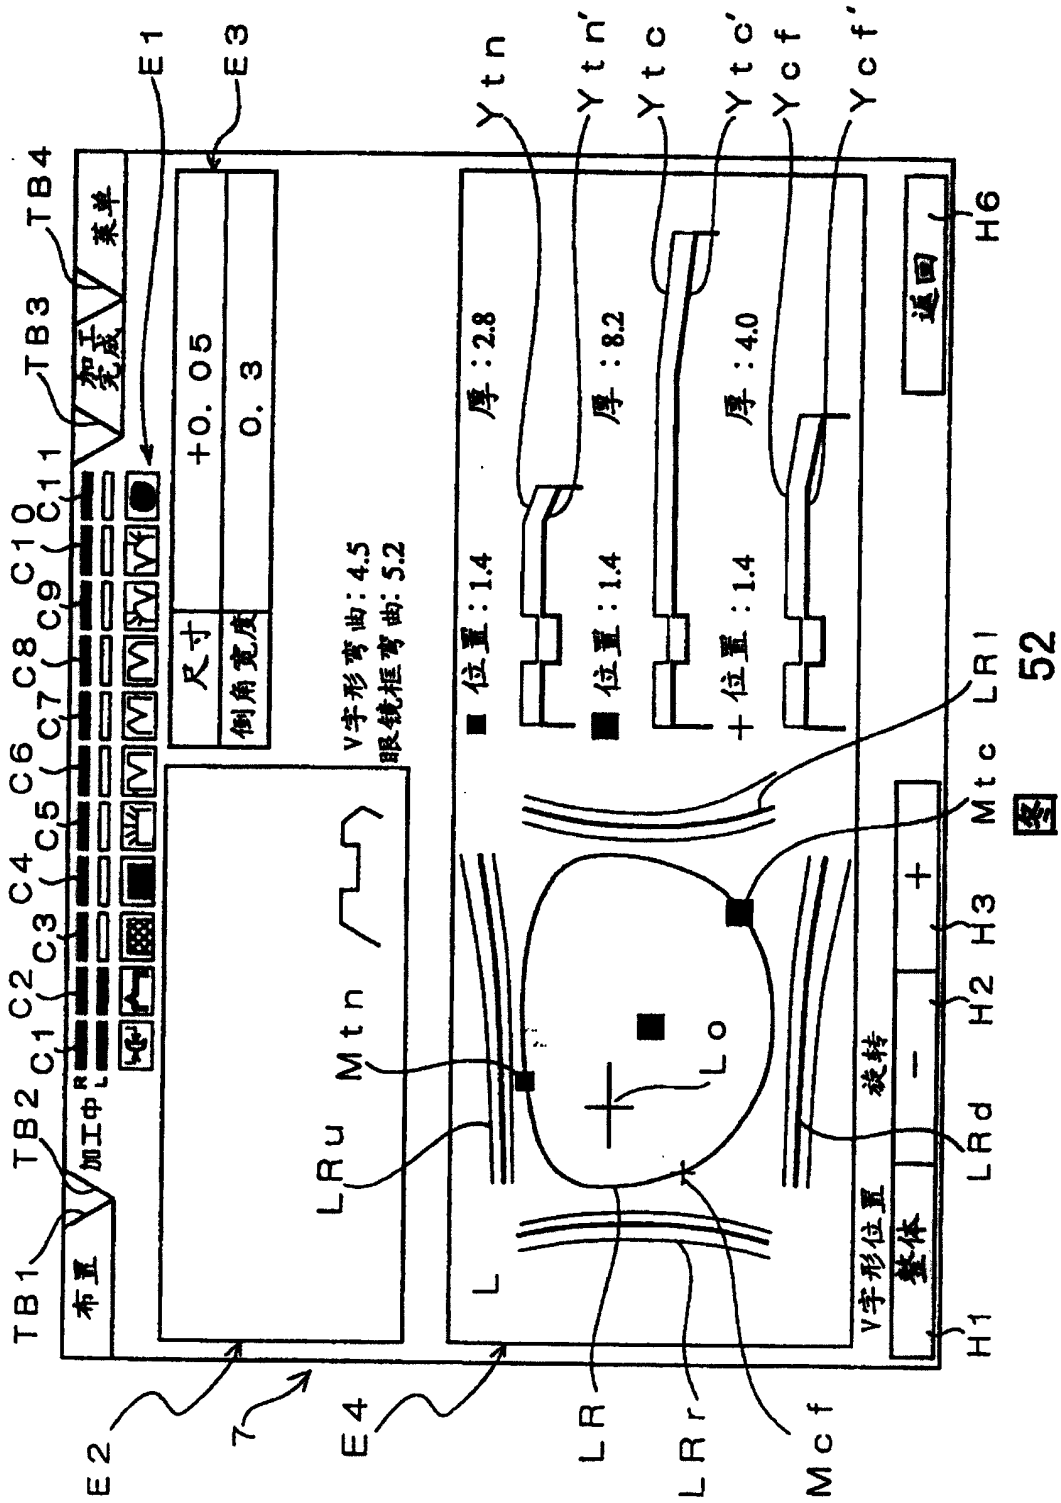 TB1 TB2 C1 C2 C3 C4 C5 C6 C7 C8 C9 C10 C11 TB3 TB4
布置 加工中 加工完成 菜单
R
L
E1
E2
E3
尺寸 +0.05
倒角宽度 0.3
7
LRu Mtn
V字形弯曲:4.5
眼镜框弯曲:5.2
E4
L
■ 位置:1.4 厚:2.8
Ytn
Ytn'
■ 位置:1.4 厚:8.2
Ytc
Ytc'
+ 位置:1.4 厚:4.0
Ycf
Ycf'
Lo
LR
LRr
Mcf
LRd
Mtc
LRl
V字形位置 旋转
整体 − + 返回
H1 H2 H3 H6
图 52